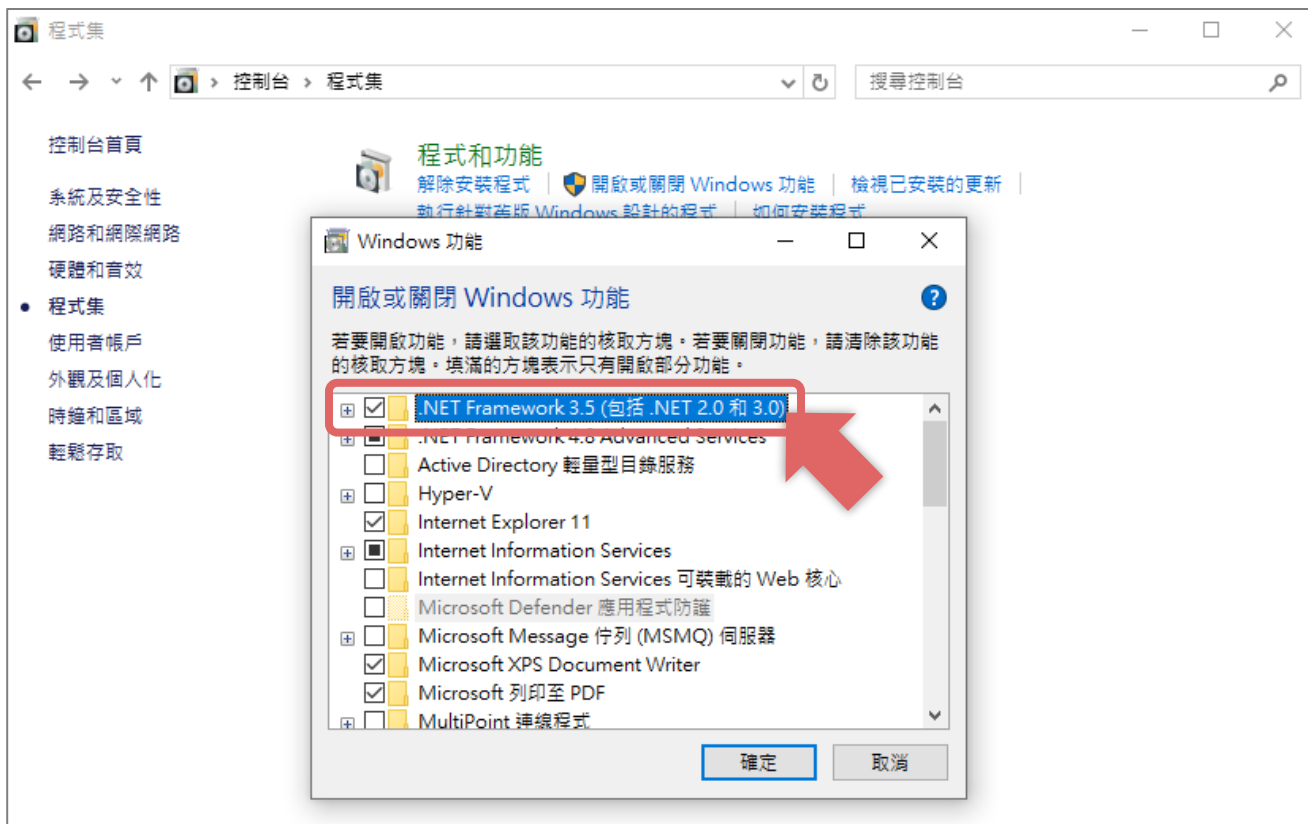 程式集
控制台 › 程式集
搜尋控制台
控制台首頁
系統及安全性
網路和網際網路
硬體和音效
程式集
使用者帳戶
外觀及個人化
時鐘和區域
輕鬆存取
程式和功能
解除安裝程式 開啟或關閉 Windows 功能 檢視已安裝的更新
執行針對舊版 Windows 設計的程式 如何安裝程式
Windows 功能
開啟或關閉 Windows 功能
若要開啟功能，請選取該功能的核取方塊。若要關閉功能，請清除該功能
的核取方塊。填滿的方塊表示只有開啟部分功能。
.NET Framework 3.5 (包括 .NET 2.0 和 3.0)
.NET Framework 4.8 Advanced Services
Active Directory 輕量型目錄服務
Hyper-V
Internet Explorer 11
Internet Information Services
Internet Information Services 可裝載的 Web 核心
Microsoft Defender 應用程式防護
Microsoft Message 佇列 (MSMQ) 伺服器
Microsoft XPS Document Writer
Microsoft 列印至 PDF
MultiPoint 連線程式
確定
取消